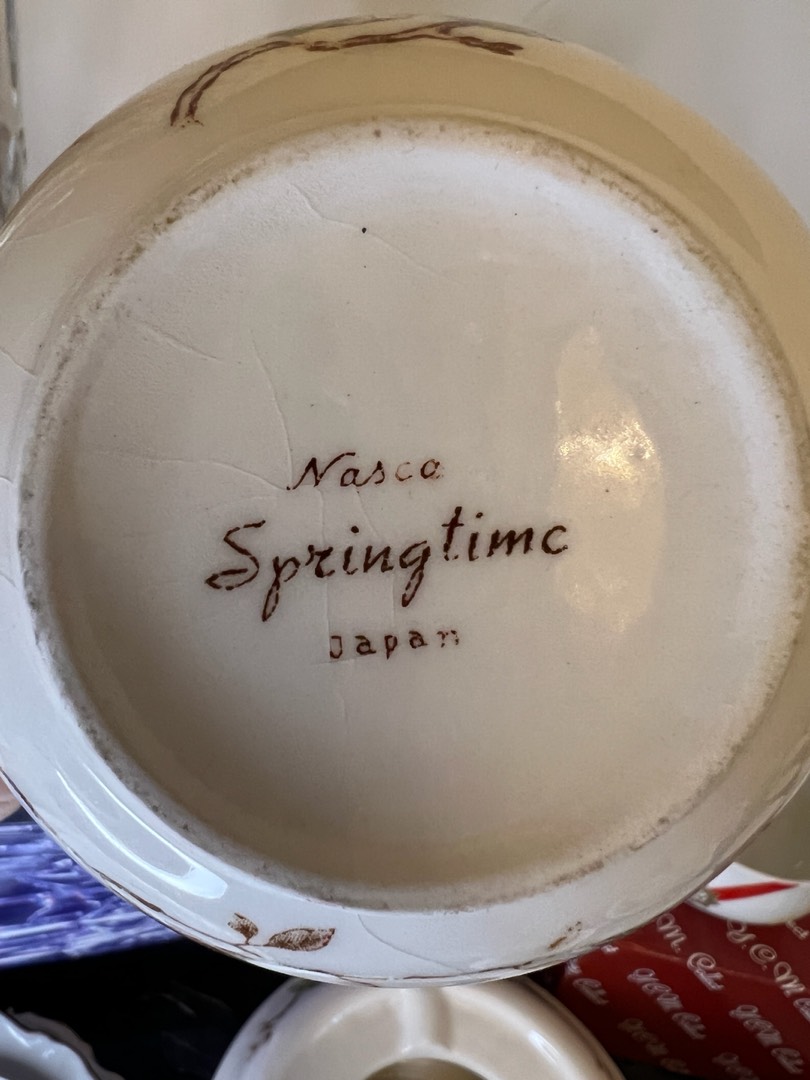 Nasco
Springtime
Japan
M.
Y.C.M